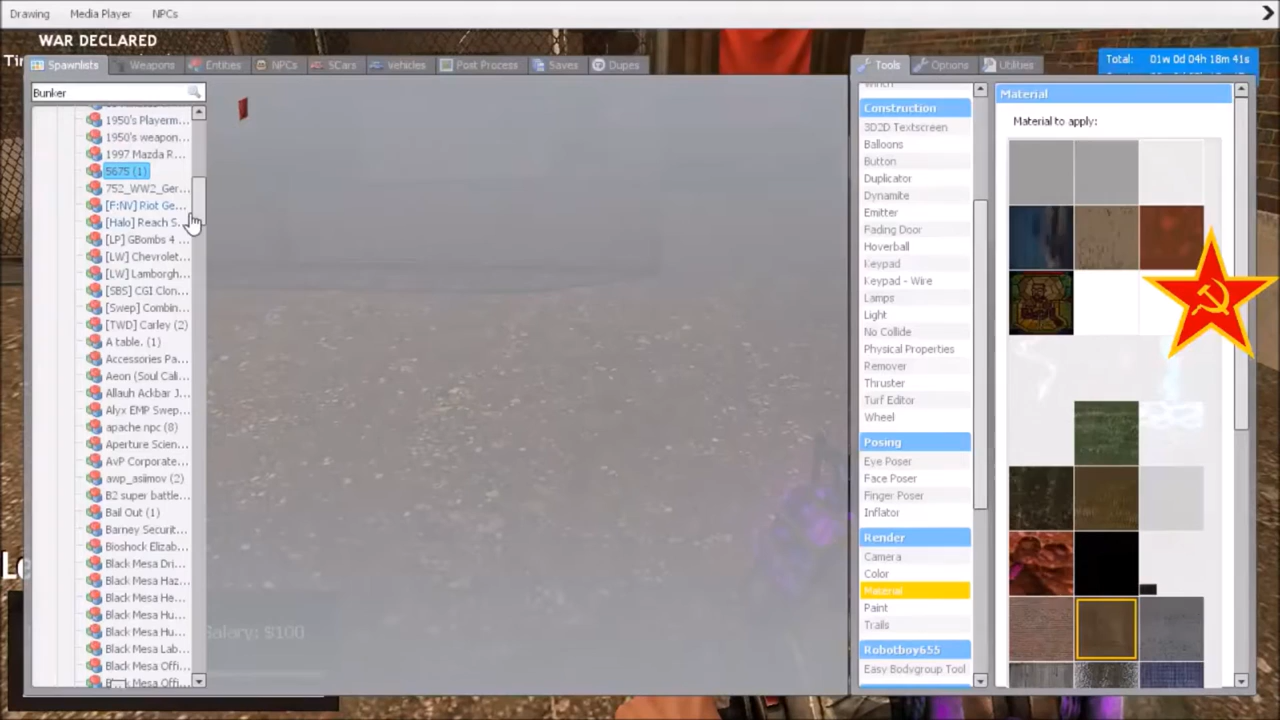 Drawing Media Player NPCs
WAR DECLARED
Total: 01w 0d 04h 18m 41s
Spawnlists Weapons Entities NPCs SCars Vehicles Post Process Saves Dupes
Tools Options Utilities
Bunker
1950's Playerm...
1950's weapon...
1997 Mazda R...
5675 (1)
752_WW2_Ger...
[F:NV] Riot Ge...
[Halo] Reach S...
[LP] GBombs 4 ...
[LW] Chevrolet...
[LW] Lamborgh...
[SBS] CGI Clon...
[Swep] Combin...
[TWD] Carley (2)
A table. (1)
Accessories Pa...
Aeon (Soul Cali...
Allauh Ackbar J...
Alyx EMP Swep...
apache npc (8)
Aperture Scien...
AvP Corporate...
awp_asiimov (2)
B2 super battle...
Bail Out (1)
Barney Securit...
Bioshock Elizab...
Black Mesa Dri...
Black Mesa Haz...
Black Mesa He...
Black Mesa Hu...
Black Mesa Hu...
Black Mesa Lab...
Black Mesa Offi...
Black Mesa Offi...
Salary: $100
Construction
3D2D Textscreen
Balloons
Button
Duplicator
Dynamite
Emitter
Fading Door
Hoverball
Keypad
Keypad - Wire
Lamps
Light
No Collide
Physical Properties
Remover
Thruster
Turf Editor
Wheel
Posing
Eye Poser
Face Poser
Finger Poser
Inflator
Render
Camera
Color
Material
Paint
Trails
Robotboy655
Easy Bodygroup Tool
Material
Material to apply: